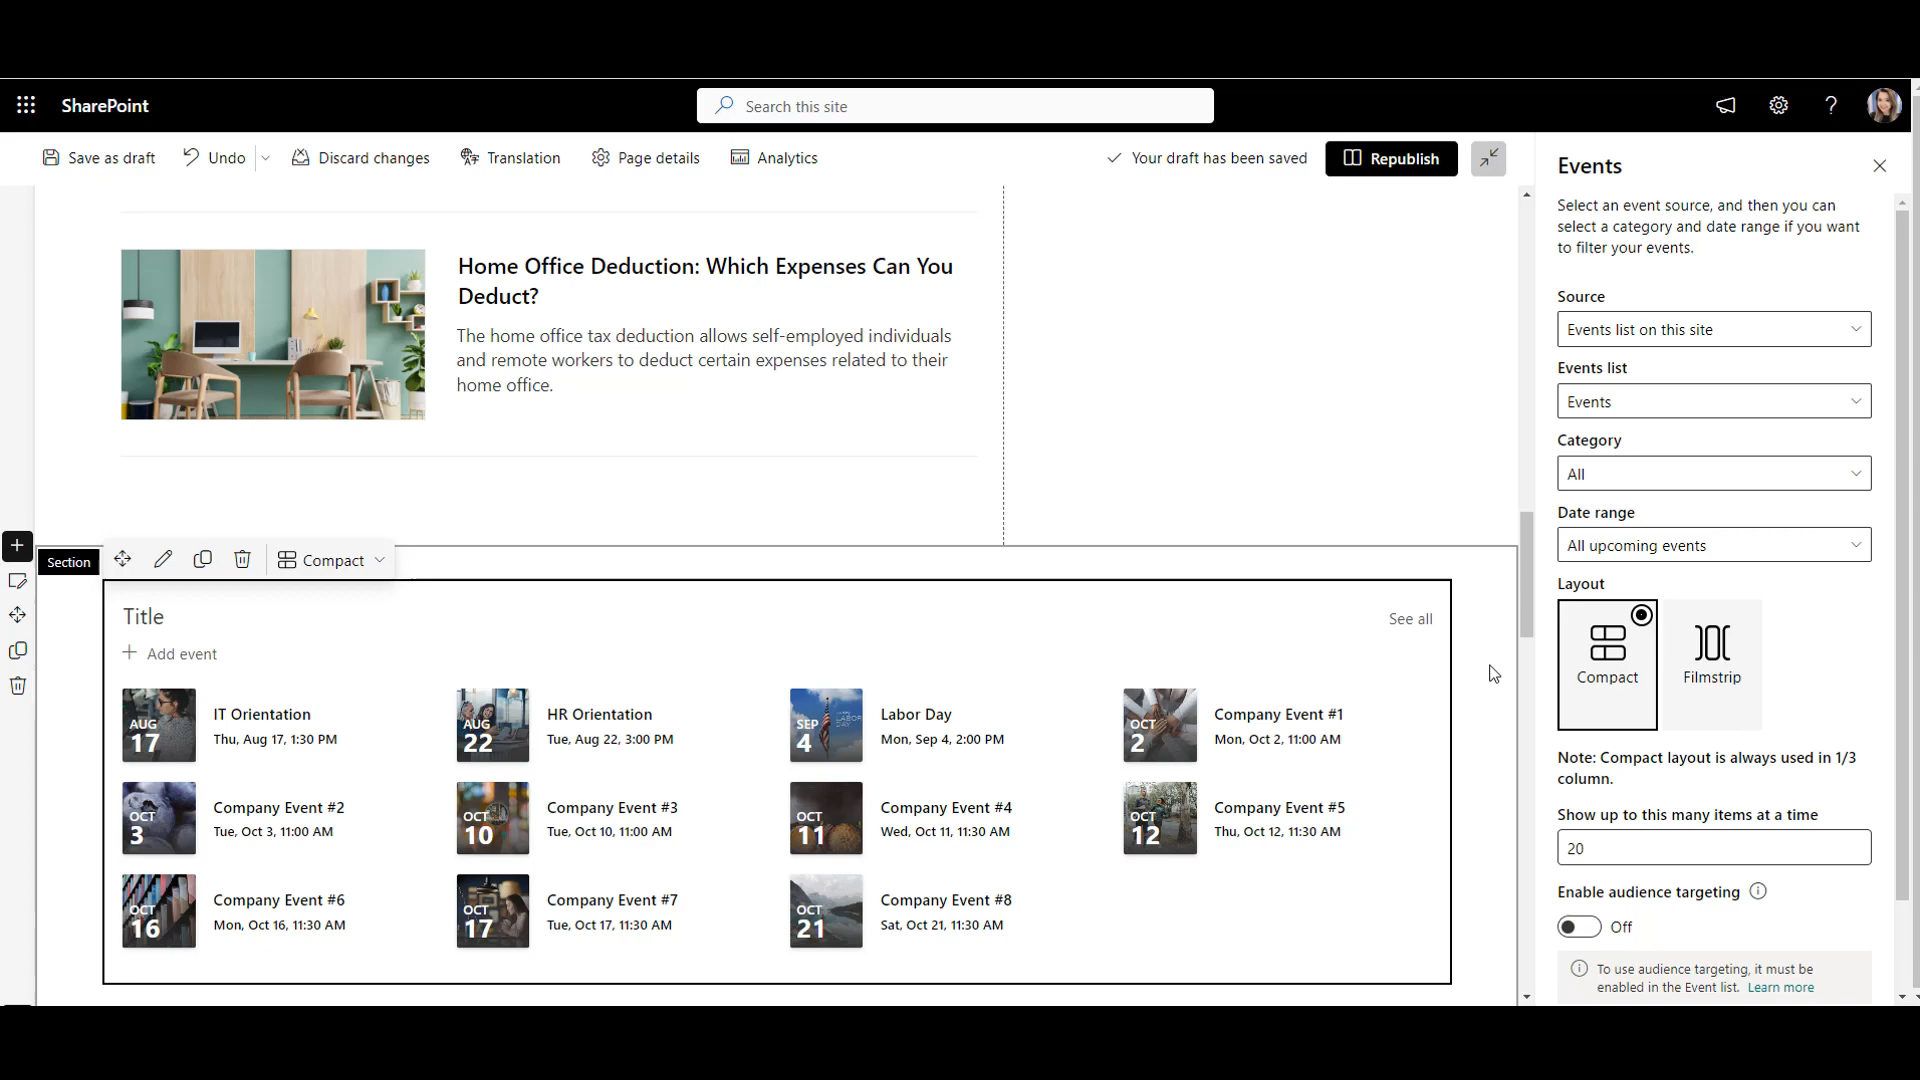 SharePoint
Search this site
Save as draft
Undo
Discard changes
Translation
Page details
Analytics
Your draft has been saved
Republish
Home Office Deduction: Which Expenses Can You
Deduct?
The home office tax deduction allows self-employed individuals
and remote workers to deduct certain expenses related to their
home office.
Section
Compact
Title
See all
Add event
AUG
17
IT Orientation
Thu, Aug 17, 1:30 PM
AUG
22
HR Orientation
Tue, Aug 22, 3:00 PM
SEP
4
LABOR
DAY
Labor Day
Mon, Sep 4, 2:00 PM
OCT
2
Company Event #1
Mon, Oct 2, 11:00 AM
OCT
3
Company Event #2
Tue, Oct 3, 11:00 AM
OCT
10
Company Event #3
Tue, Oct 10, 11:00 AM
OCT
11
Company Event #4
Wed, Oct 11, 11:30 AM
OCT
12
Company Event #5
Thu, Oct 12, 11:30 AM
OCT
16
Company Event #6
Mon, Oct 16, 11:30 AM
OCT
17
Company Event #7
Tue, Oct 17, 11:30 AM
OCT
21
Company Event #8
Sat, Oct 21, 11:30 AM
Events
Select an event source, and then you can
select a category and date range if you want
to filter your events.
Source
Events list on this site
Events list
Events
Category
All
Date range
All upcoming events
Layout
Compact
Filmstrip
Note: Compact layout is always used in 1/3
column.
Show up to this many items at a time
20
Enable audience targeting
Off
To use audience targeting, it must be
enabled in the Event list. Learn more